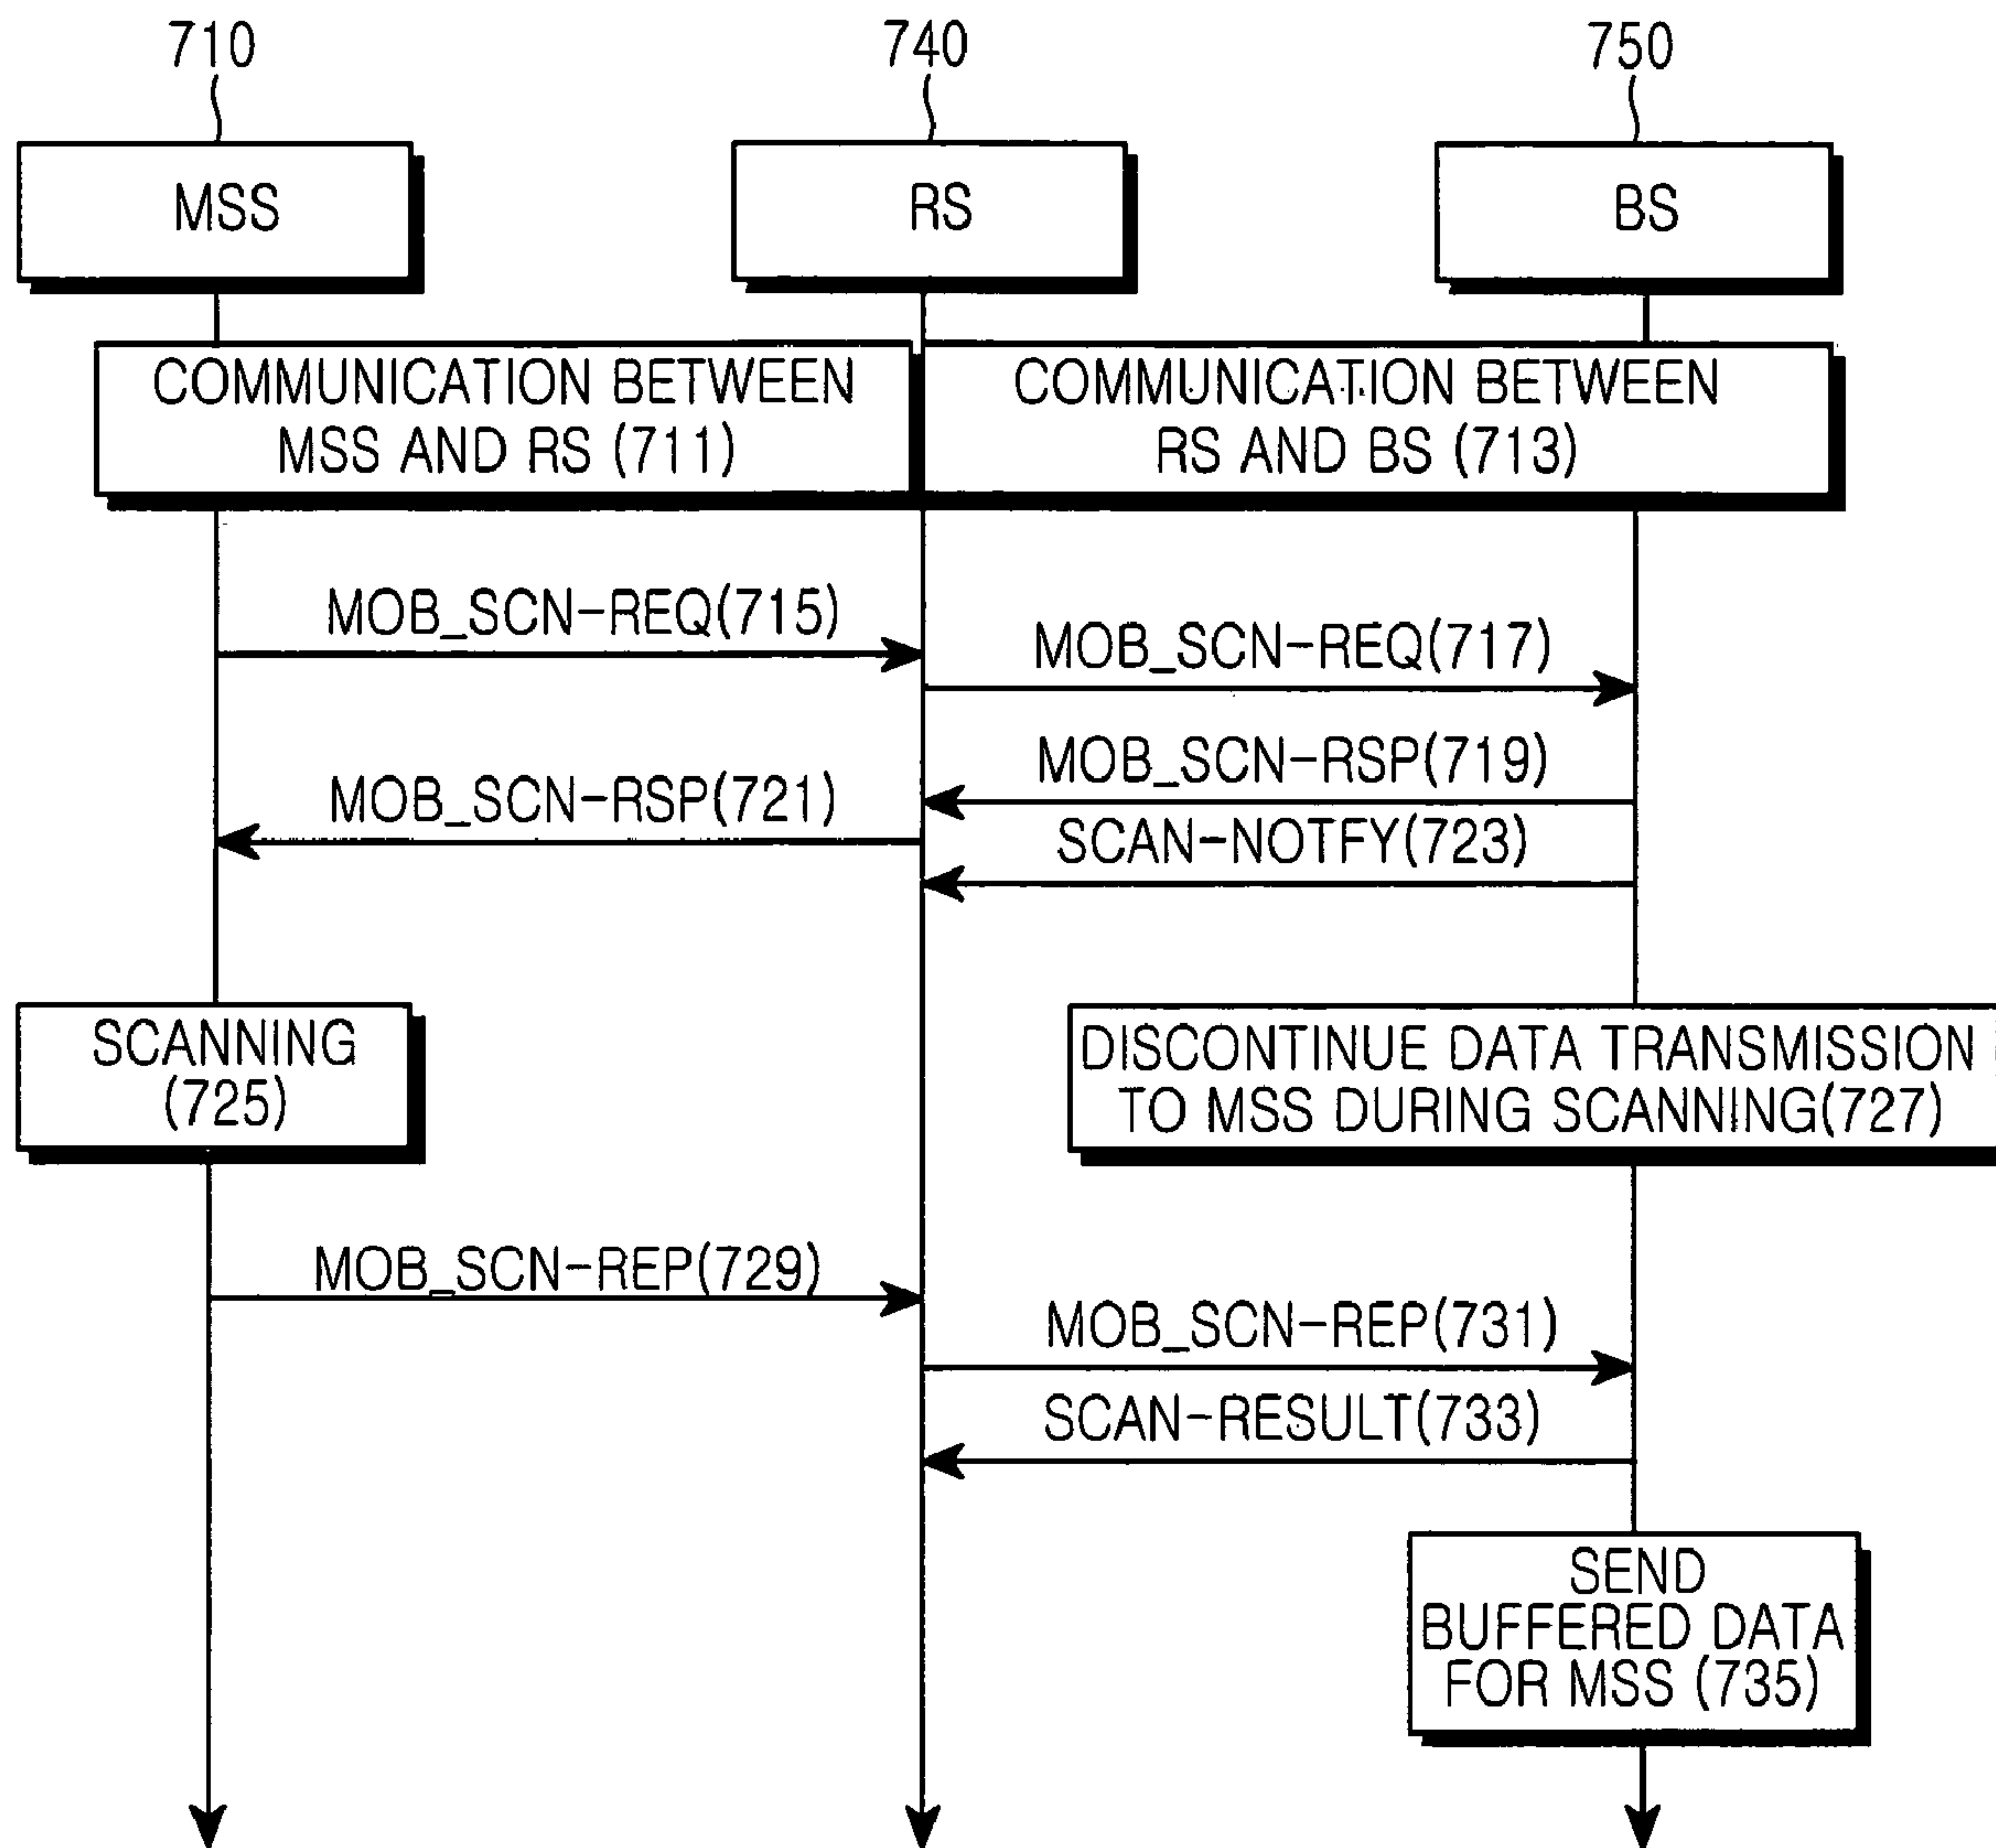 710
740
750
MSS
RS
BS
COMMUNICATION BETWEEN
MSS AND RS (711)
COMMUNICATION BETWEEN
RS AND BS (713)
MOB_SCN-REQ(715)
MOB_SCN-REQ(717)
MOB_SCN-RSP(719)
MOB_SCN-RSP(721)
SCAN-NOTFY(723)
SCANNING
(725)
DISCONTINUE DATA TRANSMISSION
TO MSS DURING SCANNING(727)
MOB_SCN-REP(729)
MOB_SCN-REP(731)
SCAN-RESULT(733)
SEND
BUFFERED DATA
FOR MSS (735)